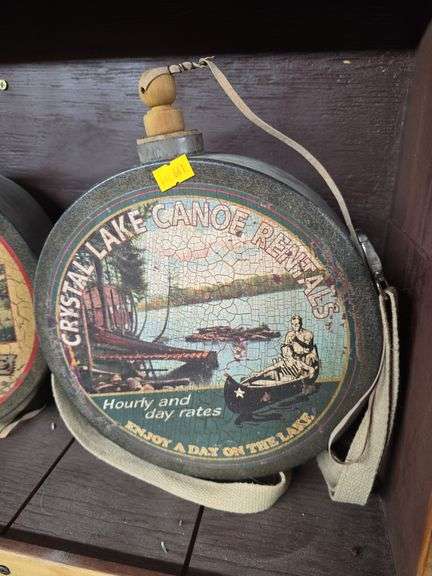 CRYSTAL LAKE CANOE RENTALS
Hourly and
day rates
ENJOY A DAY ON THE LAKE